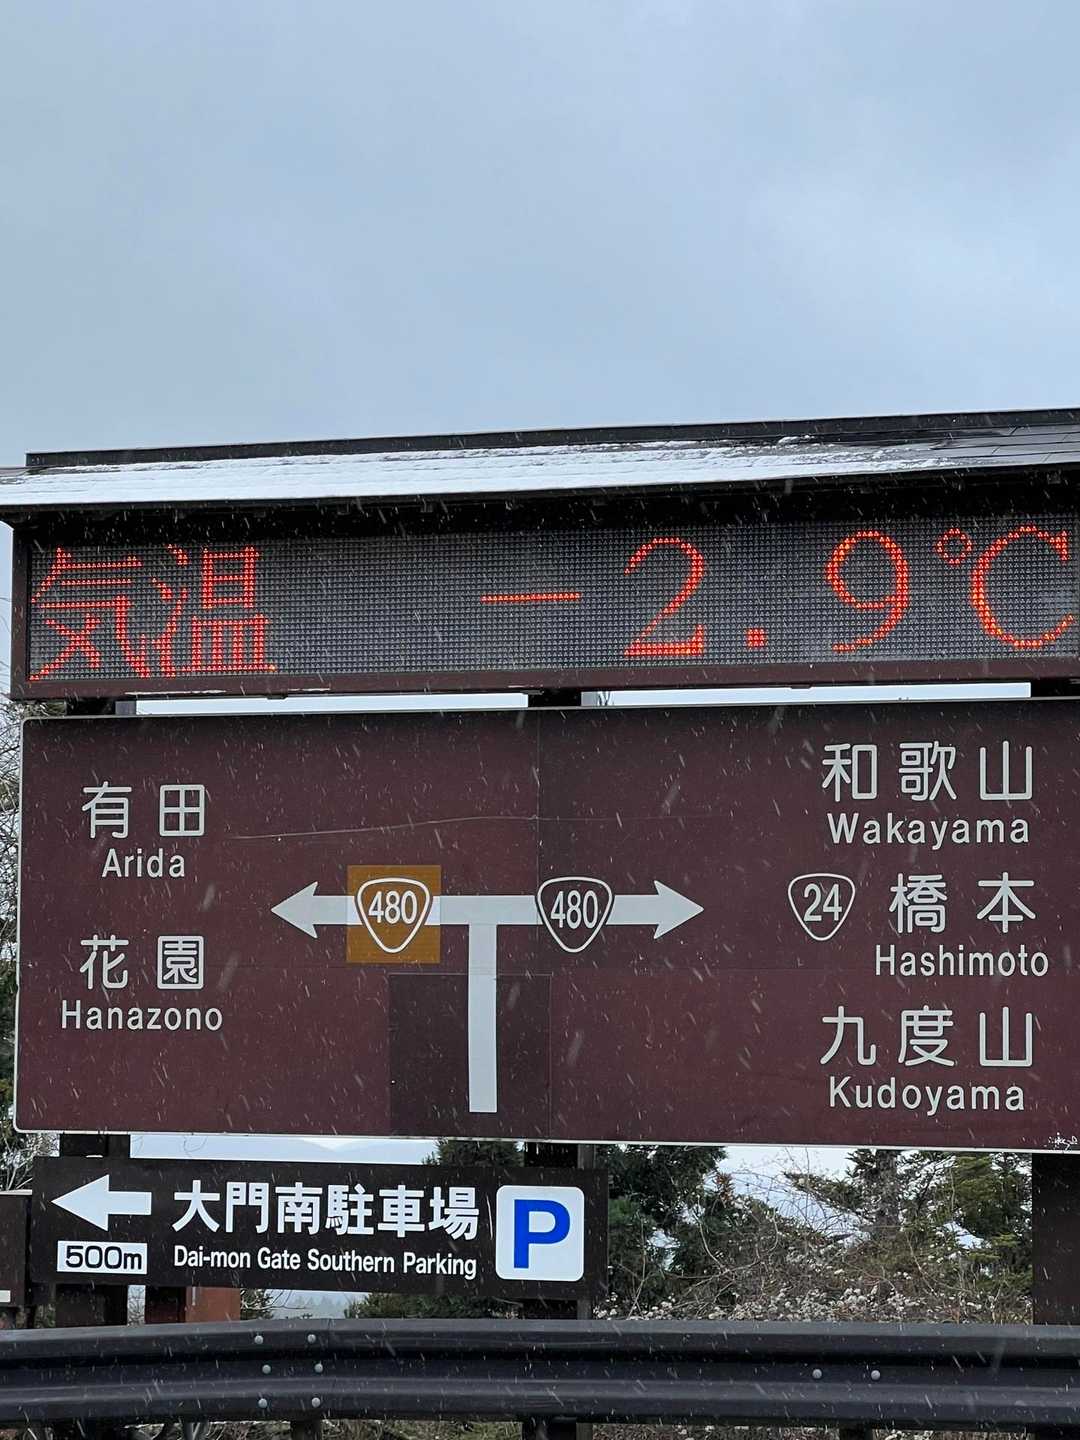 気温 －2.9℃
有田
Arida
花園
Hanazono
480
480
和歌山
Wakayama
24 橋本
Hashimoto
九度山
Kudoyama
大門南駐車場 P
500m Dai-mon Gate Southern Parking